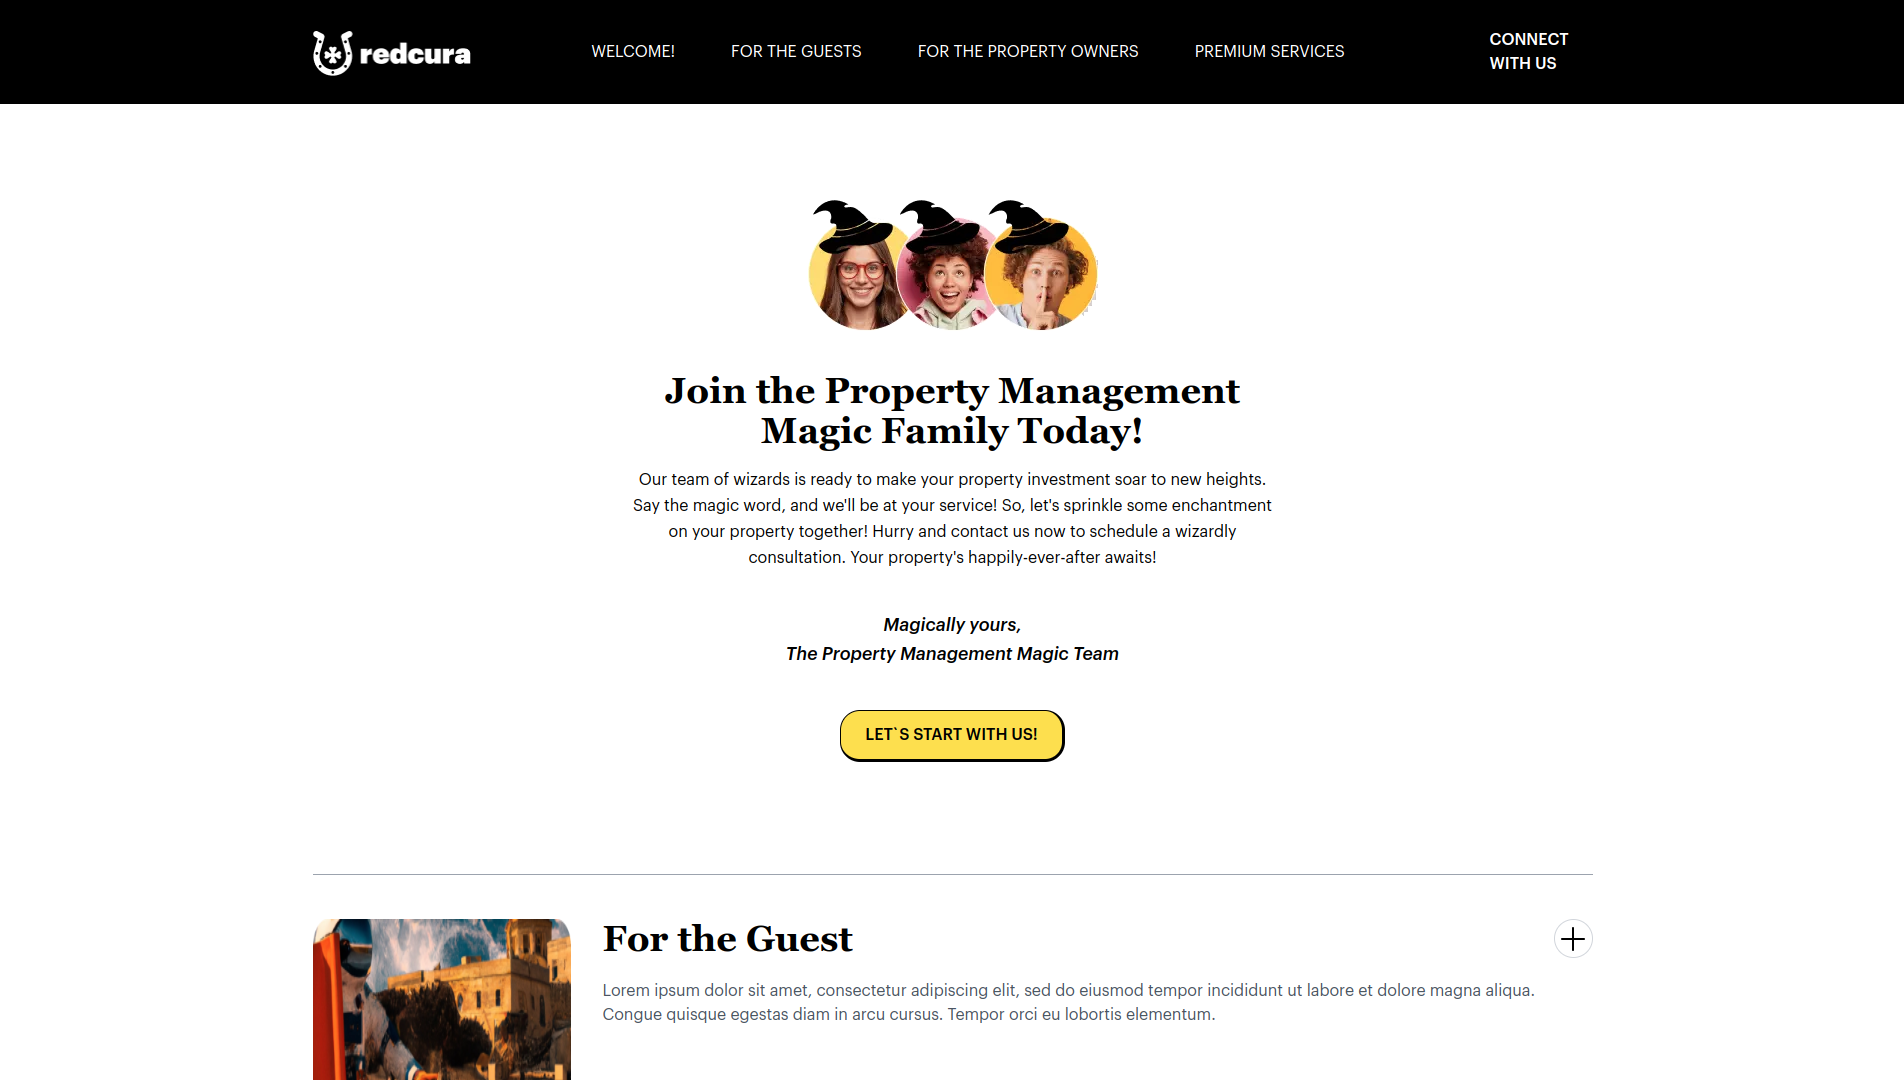 redcura
WELCOME!
FOR THE GUESTS
FOR THE PROPERTY OWNERS
PREMIUM SERVICES
CONNECT
WITH US
Join the Property Management
Magic Family Today!
Our team of wizards is ready to make your property investment soar to new heights.
Say the magic word, and we'll be at your service! So, let's sprinkle some enchantment
on your property together! Hurry and contact us now to schedule a wizardly
consultation. Your property's happily-ever-after awaits!
Magically yours,
The Property Management Magic Team
LET`S START WITH US!
For the Guest
Lorem ipsum dolor sit amet, consectetur adipiscing elit, sed do eiusmod tempor incididunt ut labore et dolore magna aliqua.
Congue quisque egestas diam in arcu cursus. Tempor orci eu lobortis elementum.